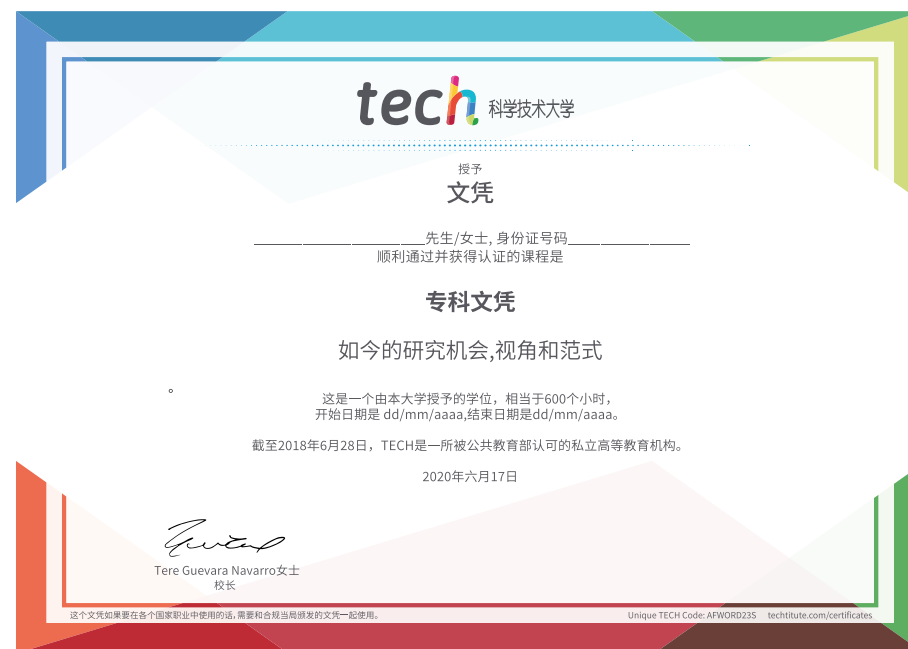 tech 科学技术大学
授予
文凭
先生/女士, 身份证号码
顺利通过并获得认证的课程是
专科文凭
如今的研究机会,视角和范式
。
这是一个由本大学授予的学位，相当于600个小时，
开始日期是 dd/mm/aaaa,结束日期是dd/mm/aaaa。
截至2018年6月28日，TECH是一所被公共教育部认可的私立高等教育机构。
2020年六月17日
Tere Guevara Navarro女士
校长
这个文凭如果要在各个国家职业中使用的话,需要和合规当局颁发的文凭一起使用。
Unique TECH Code: AFWORD23S techtitute.com/certificates